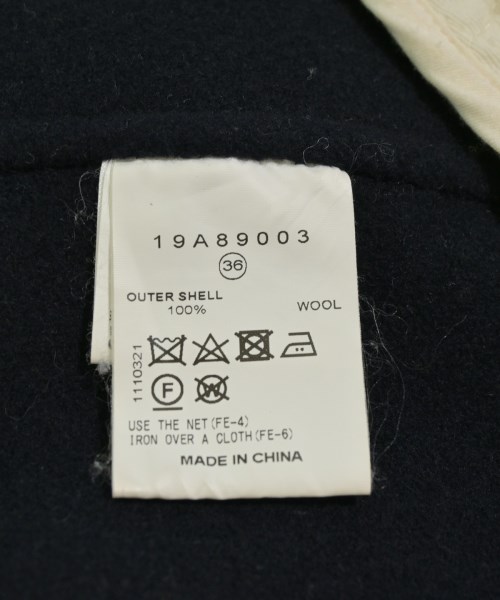 19A89003
36
OUTER SHELL
100% WOOL
1110321
F
W
USE THE NET(FE-4)
IRON OVER A CLOTH(FE-6)
MADE IN CHINA